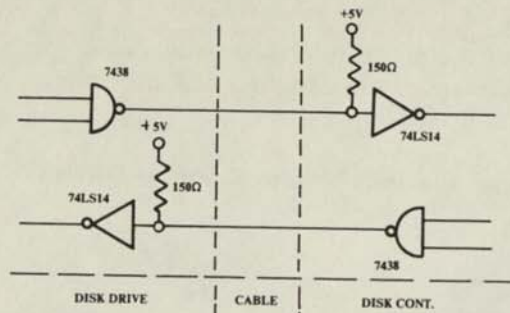 +5V
7438
150Ω
+5V
74LS14
74LS14
150Ω
7438
DISK DRIVE
CABLE
DISK CONT.